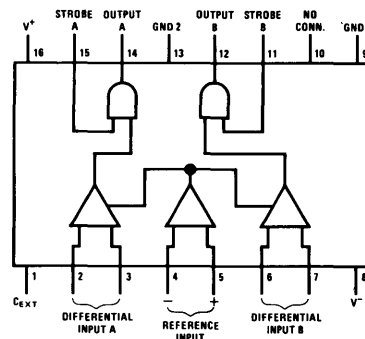 V+ STROBE A OUTPUT A GND 2 OUTPUT B STROBE B NO CONN. GND
16 15 14 13 12 11 10 9
1 2 3 4 5 6 7 8
CEXT DIFFERENTIAL INPUT A − + REFERENCE INPUT DIFFERENTIAL INPUT B V−